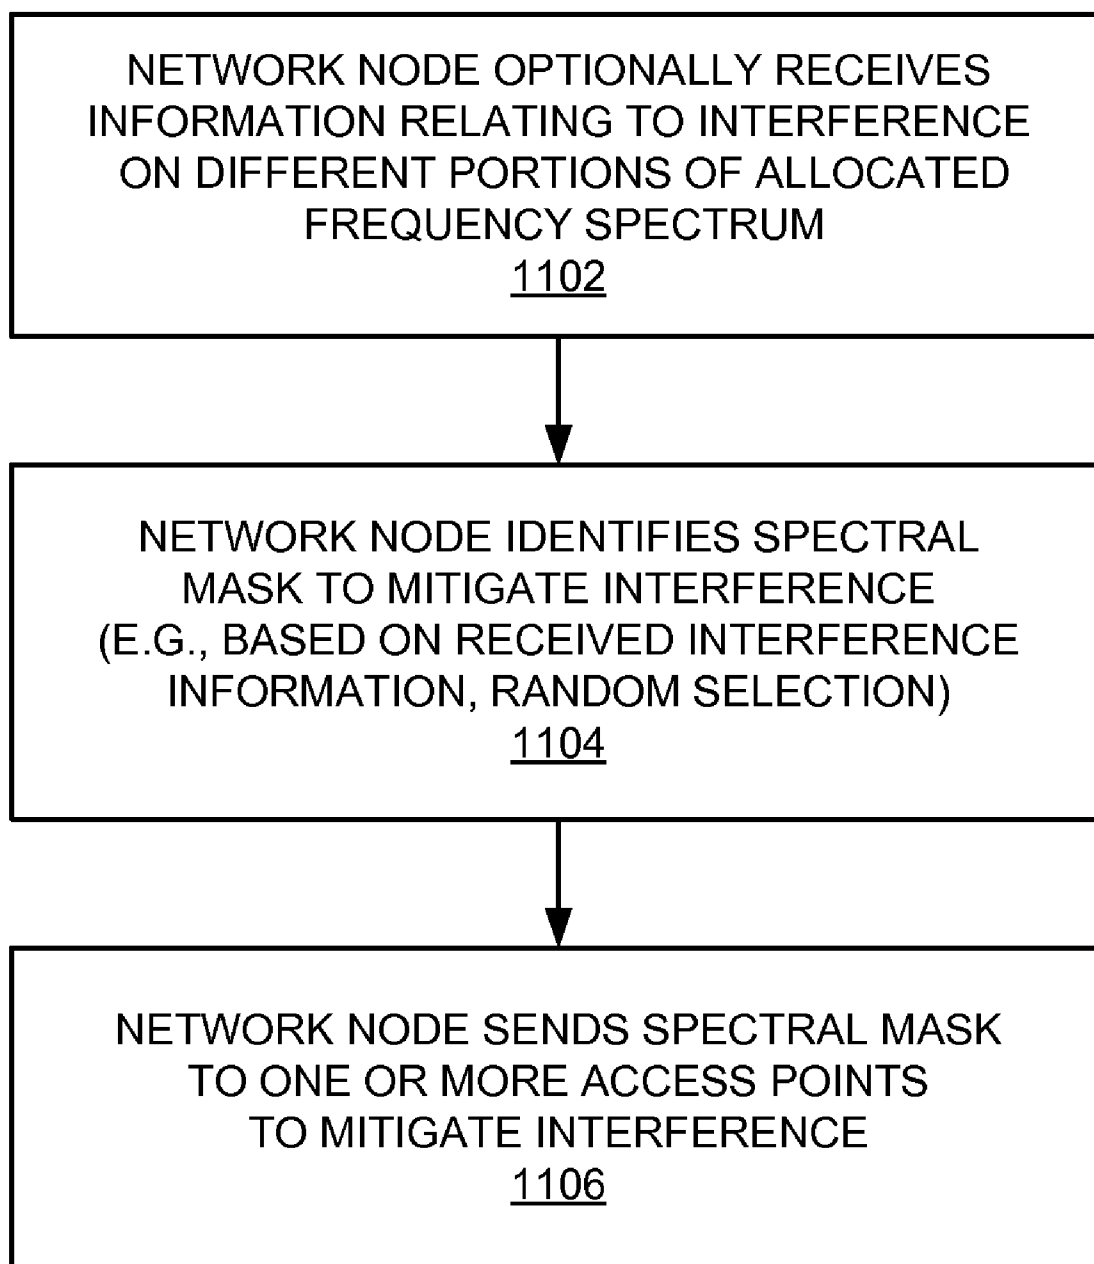 NETWORK NODE OPTIONALLY RECEIVES
INFORMATION RELATING TO INTERFERENCE
ON DIFFERENT PORTIONS OF ALLOCATED
FREQUENCY SPECTRUM
1102
NETWORK NODE IDENTIFIES SPECTRAL
MASK TO MITIGATE INTERFERENCE
(E.G., BASED ON RECEIVED INTERFERENCE
INFORMATION, RANDOM SELECTION)
1104
NETWORK NODE SENDS SPECTRAL MASK
TO ONE OR MORE ACCESS POINTS
TO MITIGATE INTERFERENCE
1106